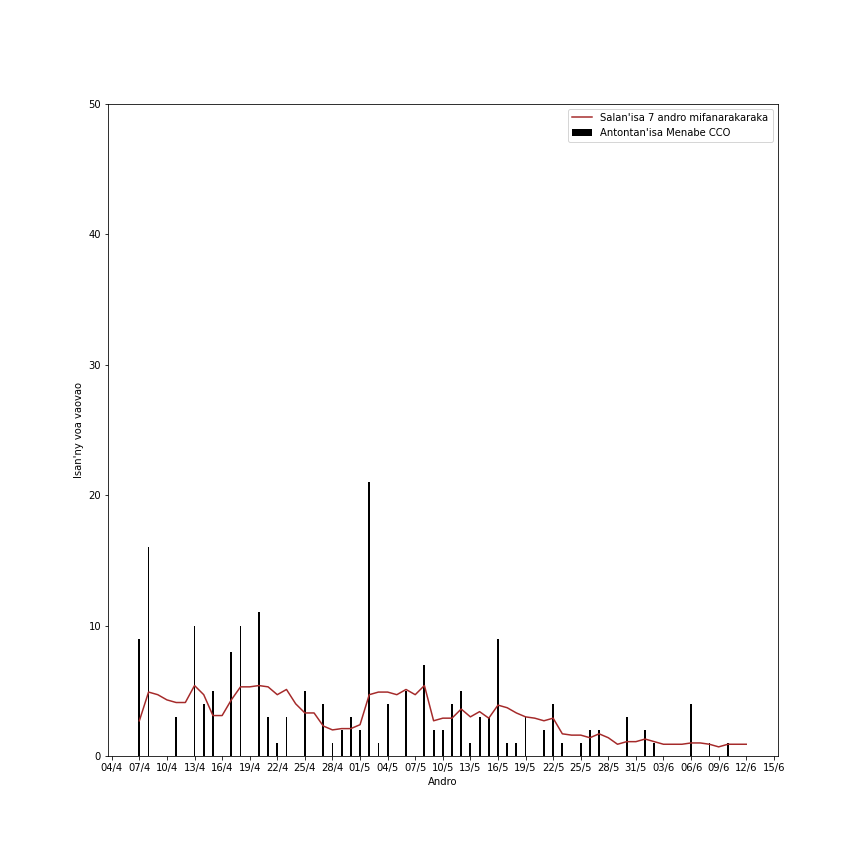 Salan'isa 7 andro mifanarakaraka
Antontan'isa Menabe CCO
50
40
30
20
10
0
Isan'ny voa vaovao
04/4 07/4 10/4 13/4 16/4 19/4 22/4 25/4 28/4 01/5 04/5 07/5 10/5 13/5 16/5 19/5 22/5 25/5 28/5 31/5 03/6 06/6 09/6 12/6 15/6
Andro